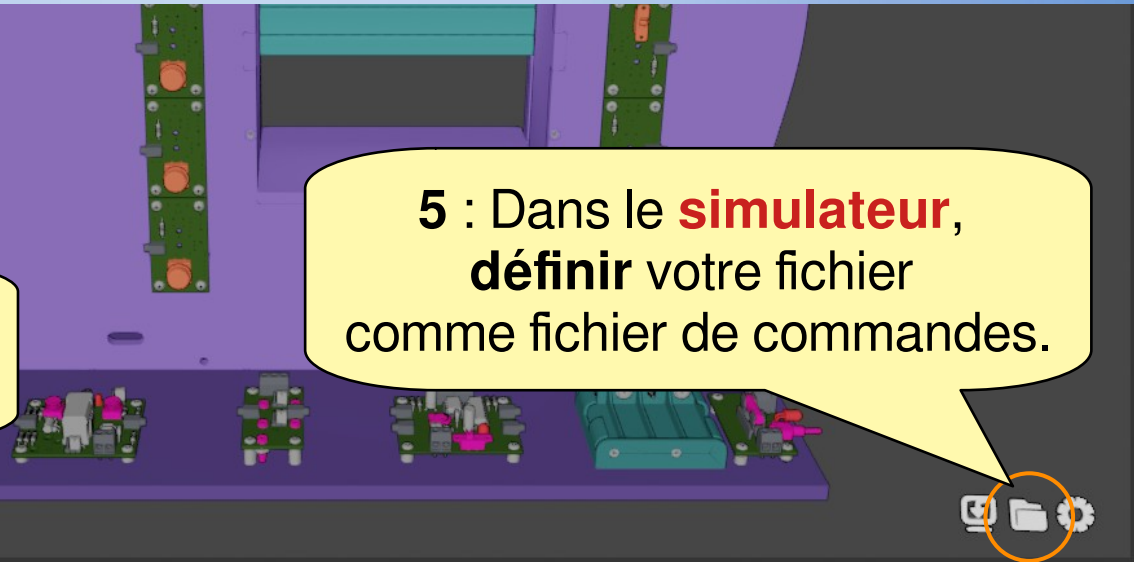 5 : Dans le simulateur,
définir votre fichier
comme fichier de commandes.